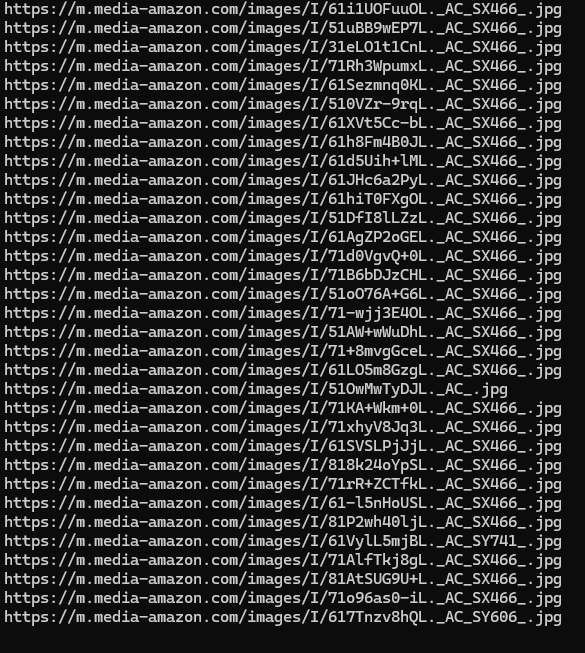 https://m.media-amazon.com/images/I/61i1UOFuuOL._AC_SX466_.jpg
https://m.media-amazon.com/images/I/51uBB9wEP7L._AC_SX466_.jpg
https://m.media-amazon.com/images/I/31eLO1t1CnL._AC_SX466_.jpg
https://m.media-amazon.com/images/I/71Rh3WpumxL._AC_SX466_.jpg
https://m.media-amazon.com/images/I/61Sezmnq0KL._AC_SX466_.jpg
https://m.media-amazon.com/images/I/510VZr-9rqL._AC_SX466_.jpg
https://m.media-amazon.com/images/I/61XVt5Cc-bL._AC_SX466_.jpg
https://m.media-amazon.com/images/I/61h8Fm4B0JL._AC_SX466_.jpg
https://m.media-amazon.com/images/I/61d5Uih+lML._AC_SX466_.jpg
https://m.media-amazon.com/images/I/61JHc6a2PyL._AC_SX466_.jpg
https://m.media-amazon.com/images/I/61hiT0FXgOL._AC_SX466_.jpg
https://m.media-amazon.com/images/I/51DfI8lLZzL._AC_SX466_.jpg
https://m.media-amazon.com/images/I/61AgZP2oGEL._AC_SX466_.jpg
https://m.media-amazon.com/images/I/71d0VgvQ+0L._AC_SX466_.jpg
https://m.media-amazon.com/images/I/71B6bDJzCHL._AC_SX466_.jpg
https://m.media-amazon.com/images/I/51oO76A+G6L._AC_SX466_.jpg
https://m.media-amazon.com/images/I/71-wjj3E4OL._AC_SX466_.jpg
https://m.media-amazon.com/images/I/51AW+wWuDhL._AC_SX466_.jpg
https://m.media-amazon.com/images/I/71+8mvgGceL._AC_SX466_.jpg
https://m.media-amazon.com/images/I/61LO5m8GzgL._AC_SX466_.jpg
https://m.media-amazon.com/images/I/51OwMwTyDJL._AC_.jpg
https://m.media-amazon.com/images/I/71KA+Wkm+0L._AC_SX466_.jpg
https://m.media-amazon.com/images/I/71xhyV8Jq3L._AC_SX466_.jpg
https://m.media-amazon.com/images/I/61SVSLPjJjL._AC_SX466_.jpg
https://m.media-amazon.com/images/I/818k24oYpSL._AC_SX466_.jpg
https://m.media-amazon.com/images/I/71rR+ZCTfkL._AC_SX466_.jpg
https://m.media-amazon.com/images/I/61-l5nHoUSL._AC_SX466_.jpg
https://m.media-amazon.com/images/I/81P2wh40ljL._AC_SX466_.jpg
https://m.media-amazon.com/images/I/61VylL5mjBL._AC_SY741_.jpg
https://m.media-amazon.com/images/I/71AlfTkj8gL._AC_SX466_.jpg
https://m.media-amazon.com/images/I/81AtSUG9U+L._AC_SX466_.jpg
https://m.media-amazon.com/images/I/71o96as0-iL._AC_SX466_.jpg
https://m.media-amazon.com/images/I/617Tnzv8hQL._AC_SY606_.jpg